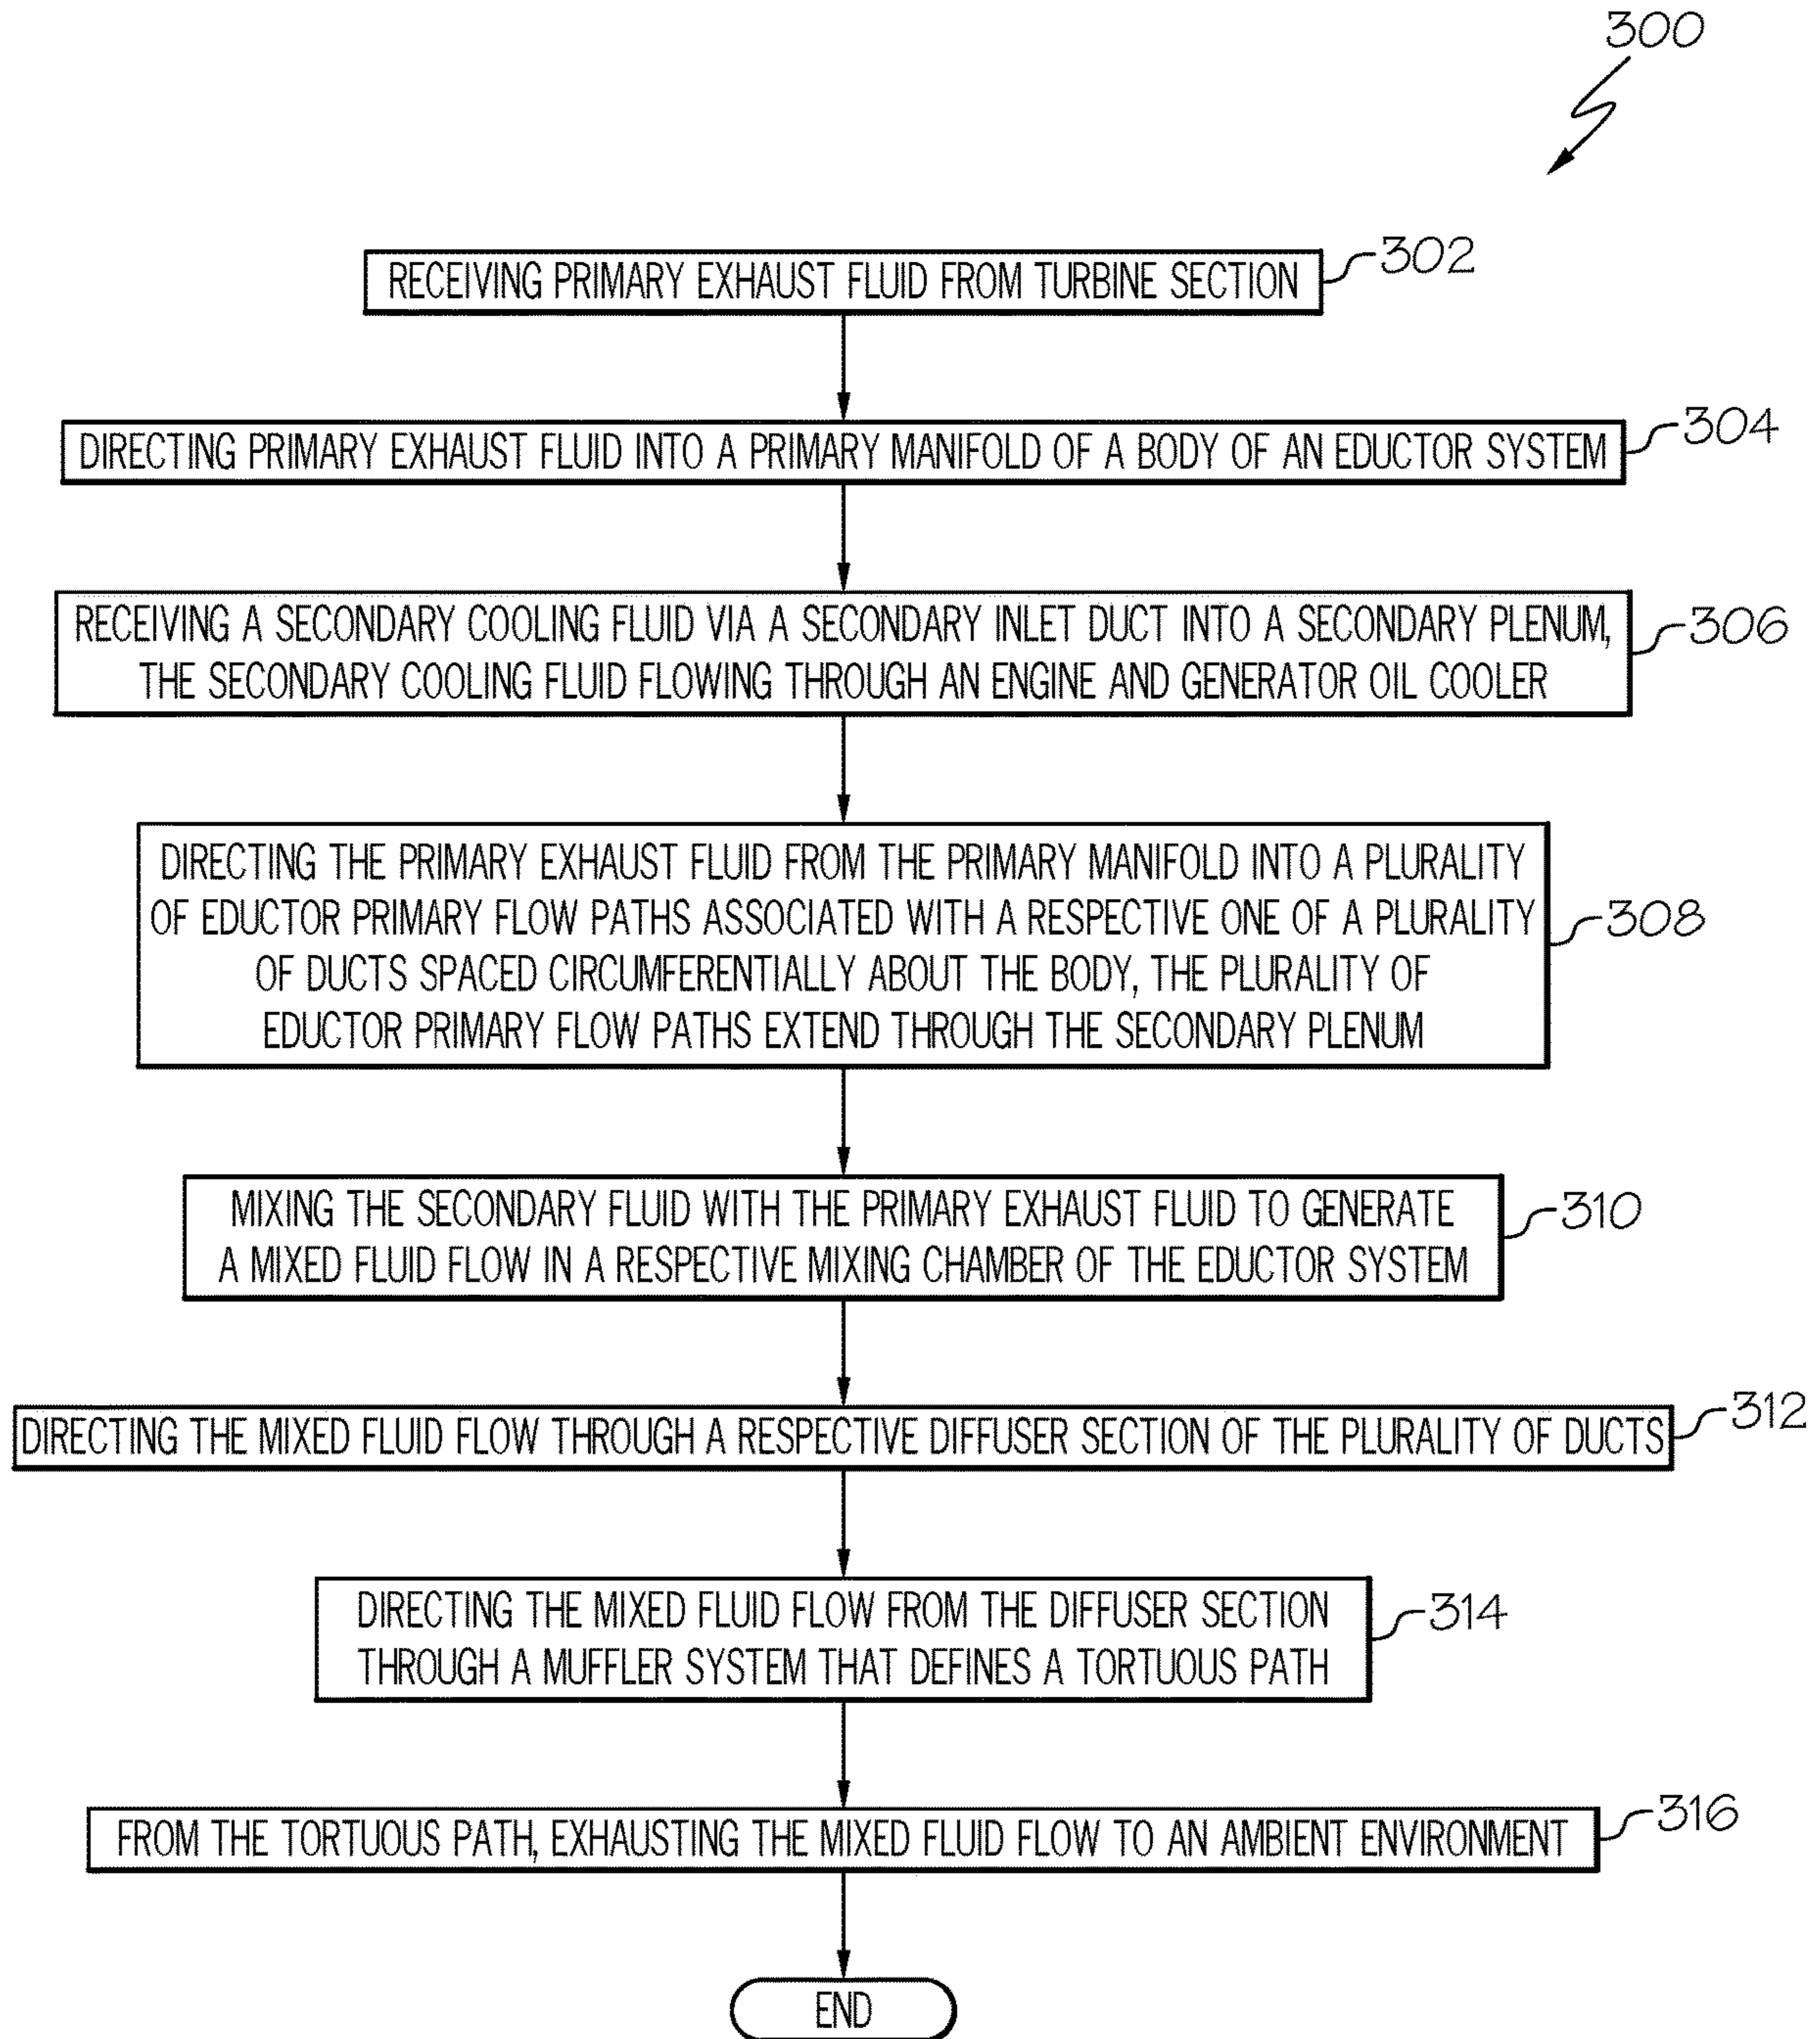 300
RECEIVING PRIMARY EXHAUST FLUID FROM TURBINE SECTION
302
DIRECTING PRIMARY EXHAUST FLUID INTO A PRIMARY MANIFOLD OF A BODY OF AN EDUCTOR SYSTEM
304
RECEIVING A SECONDARY COOLING FLUID VIA A SECONDARY INLET DUCT INTO A SECONDARY PLENUM,
THE SECONDARY COOLING FLUID FLOWING THROUGH AN ENGINE AND GENERATOR OIL COOLER
306
DIRECTING THE PRIMARY EXHAUST FLUID FROM THE PRIMARY MANIFOLD INTO A PLURALITY
OF EDUCTOR PRIMARY FLOW PATHS ASSOCIATED WITH A RESPECTIVE ONE OF A PLURALITY
OF DUCTS SPACED CIRCUMFERENTIALLY ABOUT THE BODY, THE PLURALITY OF
EDUCTOR PRIMARY FLOW PATHS EXTEND THROUGH THE SECONDARY PLENUM
308
MIXING THE SECONDARY FLUID WITH THE PRIMARY EXHAUST FLUID TO GENERATE
A MIXED FLUID FLOW IN A RESPECTIVE MIXING CHAMBER OF THE EDUCTOR SYSTEM
310
DIRECTING THE MIXED FLUID FLOW THROUGH A RESPECTIVE DIFFUSER SECTION OF THE PLURALITY OF DUCTS
312
DIRECTING THE MIXED FLUID FLOW FROM THE DIFFUSER SECTION
THROUGH A MUFFLER SYSTEM THAT DEFINES A TORTUOUS PATH
314
FROM THE TORTUOUS PATH, EXHAUSTING THE MIXED FLUID FLOW TO AN AMBIENT ENVIRONMENT
316
END